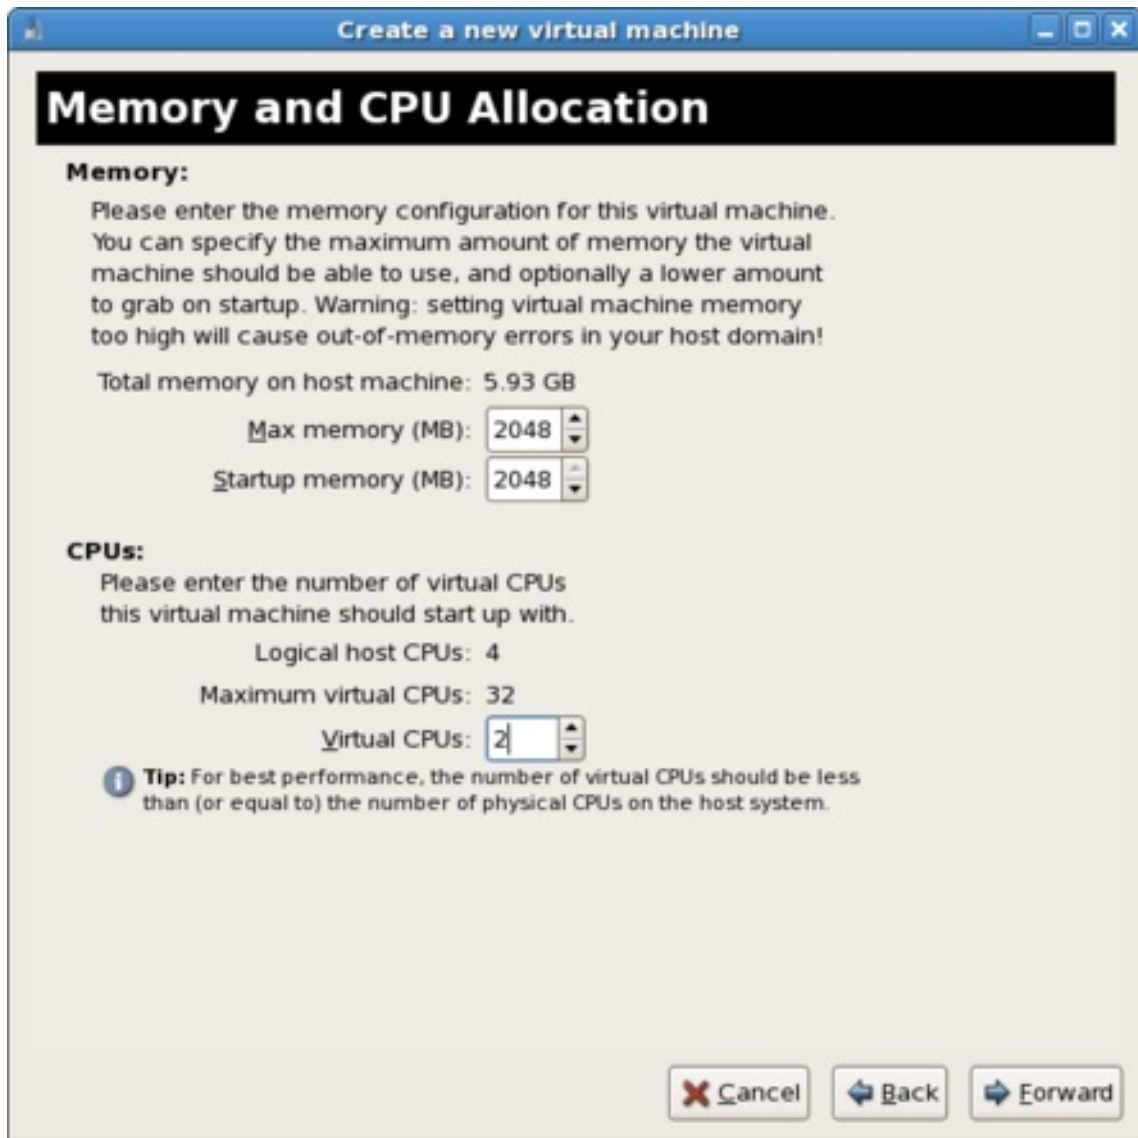 Create a new virtual machine
Memory and CPU Allocation
Memory:
Please enter the memory configuration for this virtual machine.
You can specify the maximum amount of memory the virtual
machine should be able to use, and optionally a lower amount
to grab on startup. Warning: setting virtual machine memory
too high will cause out-of-memory errors in your host domain!
Total memory on host machine: 5.93 GB
Max memory (MB): 2048
Startup memory (MB): 2048
CPUs:
Please enter the number of virtual CPUs
this virtual machine should start up with.
Logical host CPUs: 4
Maximum virtual CPUs: 32
Virtual CPUs: 2
Tip: For best performance, the number of virtual CPUs should be less
than (or equal to) the number of physical CPUs on the host system.
Cancel Back Forward